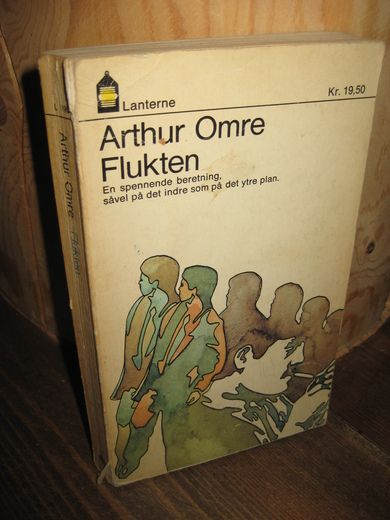 Lanterne
Kr. 19,50
Arthur Omre
Flukten
En spennende beretning,
såvel på det indre som på det ytre plan.
Arthur Omre Flukten